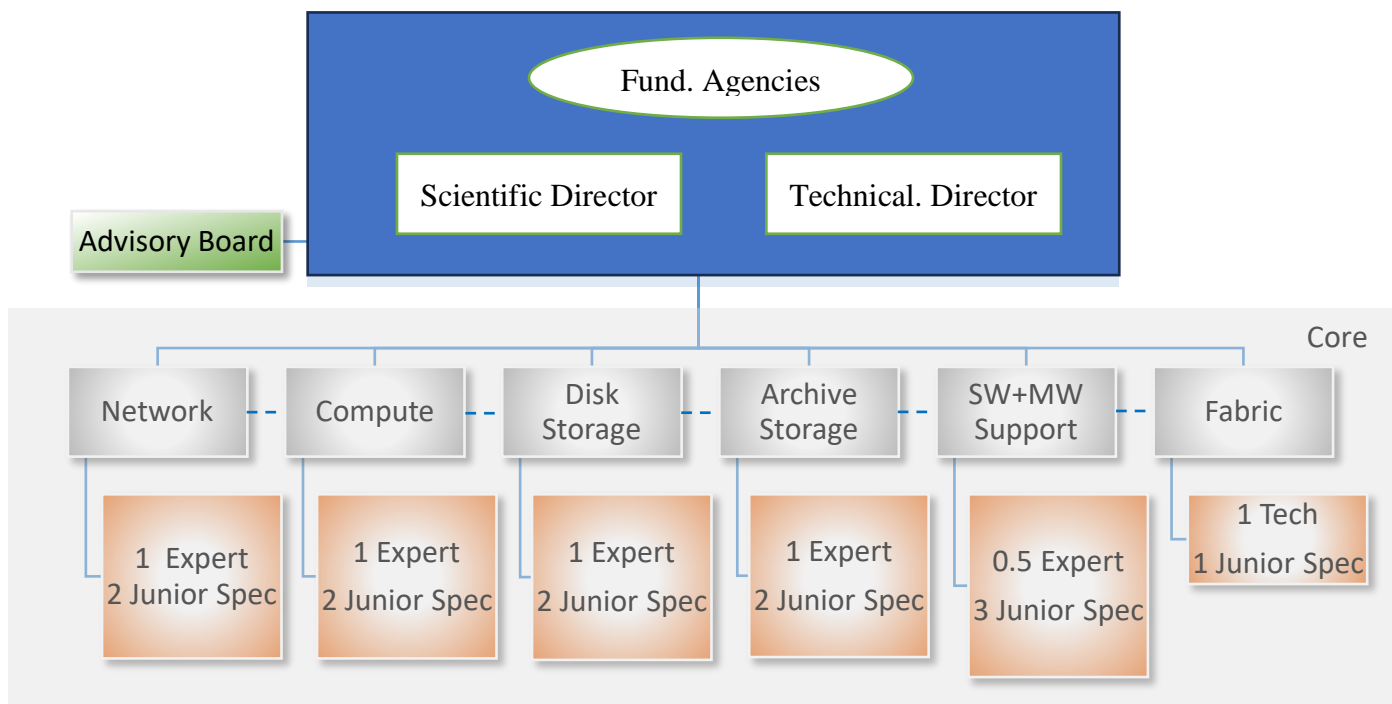 Fund. Agencies
Scientific Director
Technical. Director
Advisory Board
Core
Network
Compute
Disk
Storage
Archive
Storage
SW+MW
Support
Fabric
1 Expert
2 Junior Spec
1 Expert
2 Junior Spec
1 Expert
2 Junior Spec
1 Expert
2 Junior Spec
0.5 Expert
3 Junior Spec
1 Tech
1 Junior Spec